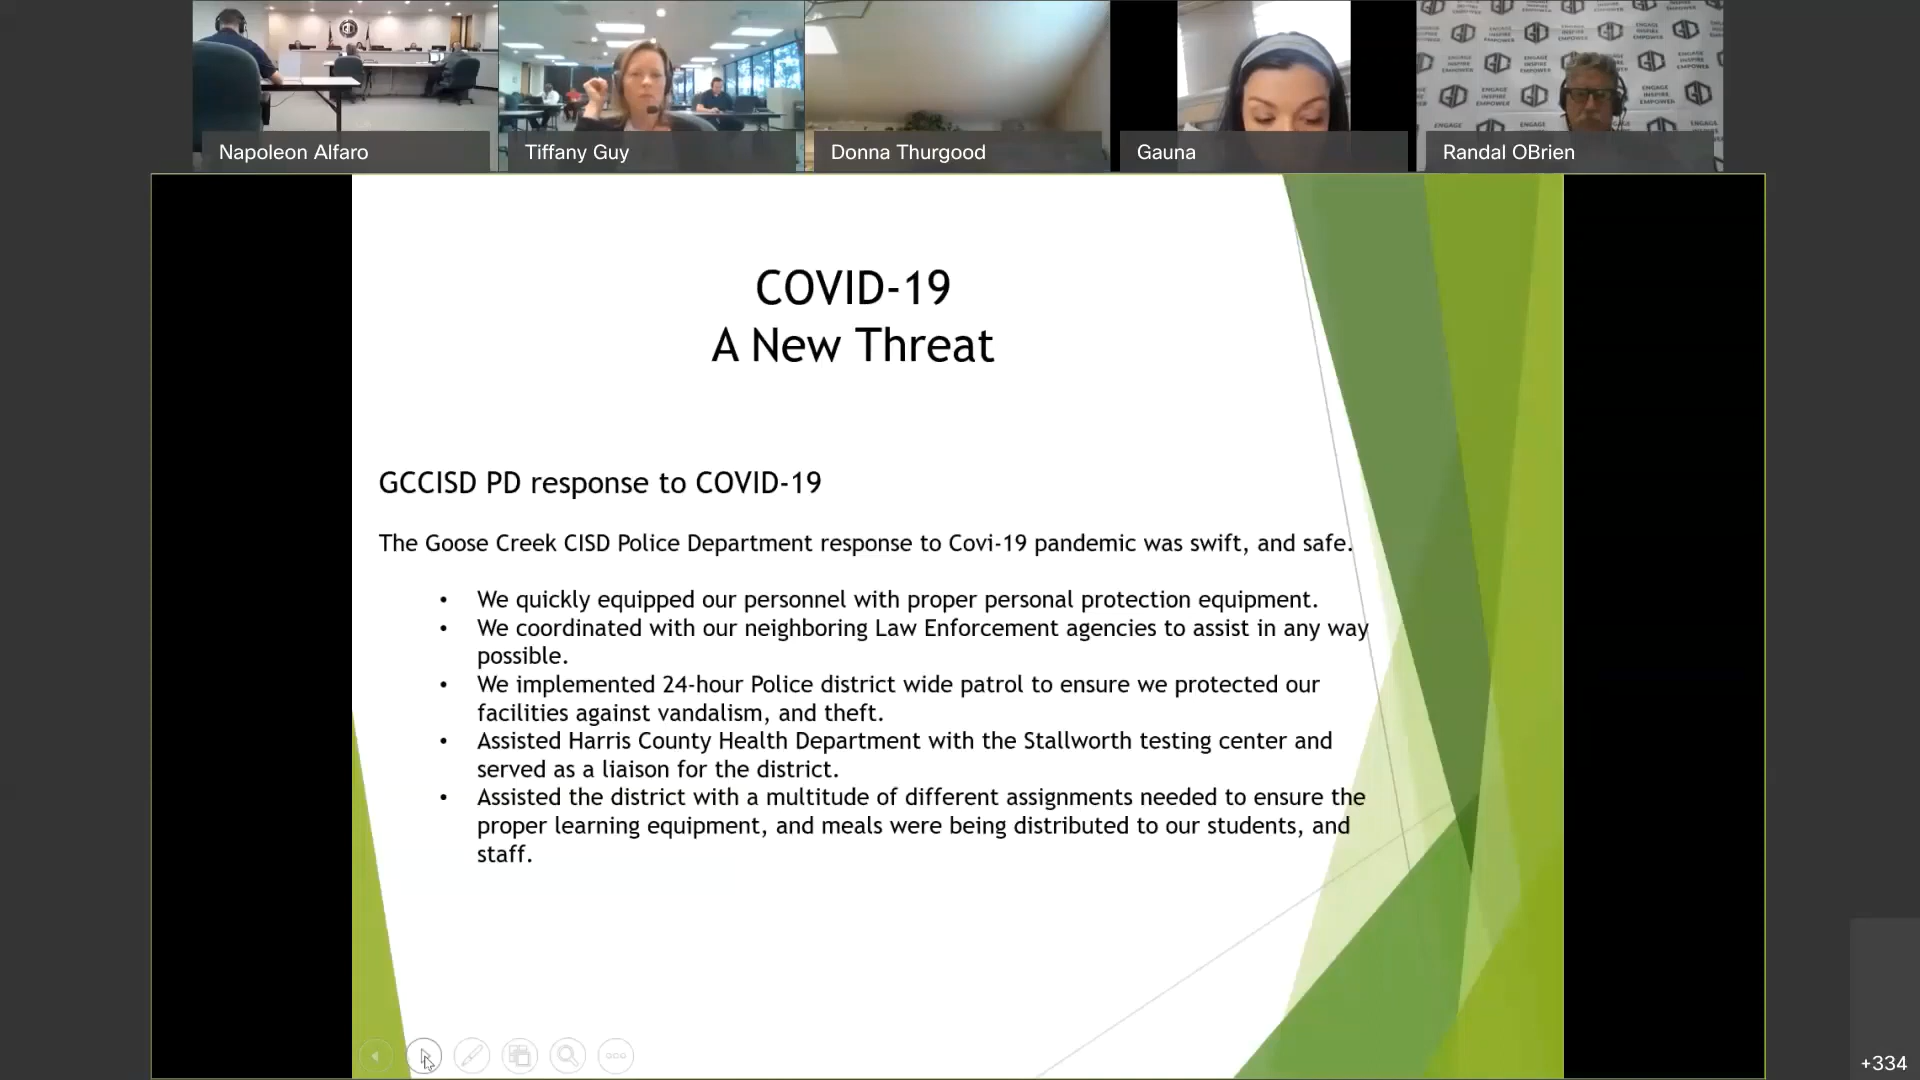 Napoleon Alfaro
Tiffany Guy
Donna Thurgood
Gauna
Randal OBrien
ENGAGE
INSPIRE
EMPOWER
COVID-19
A New Threat
GCCISD PD response to COVID-19
The Goose Creek CISD Police Department response to Covi-19 pandemic was swift, and safe.
• We quickly equipped our personnel with proper personal protection equipment.
• We coordinated with our neighboring Law Enforcement agencies to assist in any way
possible.
• We implemented 24-hour Police district wide patrol to ensure we protected our
facilities against vandalism, and theft.
• Assisted Harris County Health Department with the Stallworth testing center and
served as a liaison for the district.
• Assisted the district with a multitude of different assignments needed to ensure the
proper learning equipment, and meals were being distributed to our students, and
staff.
+334